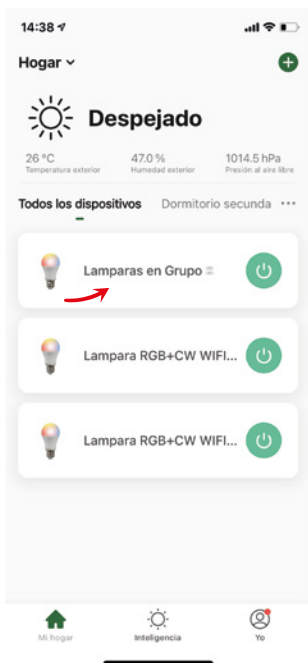 14:38
Hogar
Despejado
26 °C 47.0 % 1014.5 hPa
Temperatura exterior Humedad exterior Presión al aire libre
Todos los dispositivos Dormitorio secunda ...
Lamparas en Grupo
Lampara RGB+CW WIFI...
Lampara RGB+CW WIFI...
Mi hogar Inteligencia Yo